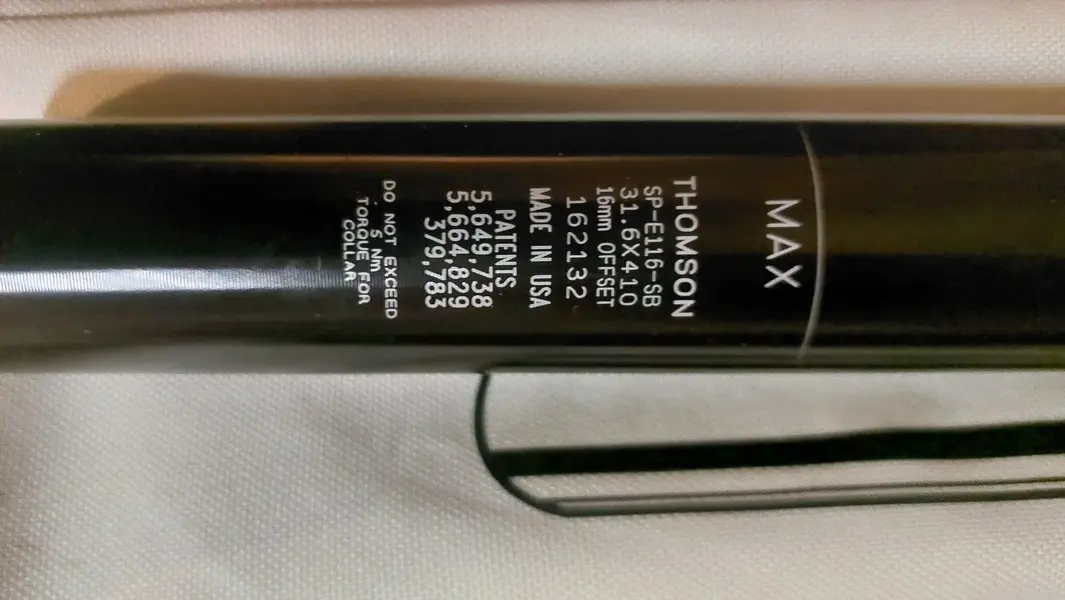 MAX
THOMSON
SP-E116-SB
31.6X410
16mm OFFSET
162132
MADE IN USA
PATENTS
5,649,738
5,664,829
379,783
DO NOT EXCEED
5 Nm
TORQUE FOR
COLLAR